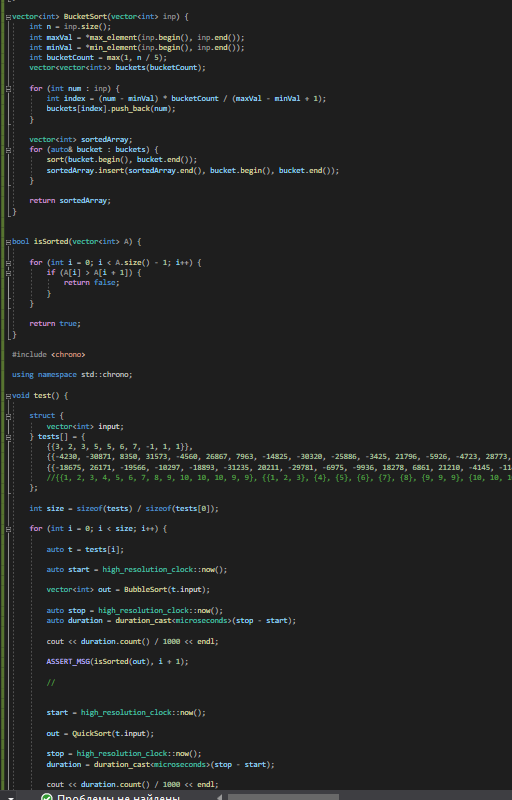 vector<int> BucketSort(vector<int> inp) {
int n = inp.size();
int maxVal = *max_element(inp.begin(), inp.end());
int minVal = *min_element(inp.begin(), inp.end());
int bucketCount = max(1, n / 5);
vector<vector<int>> buckets(bucketCount);
for (int num : inp) {
int index = (num - minVal) * bucketCount / (maxVal - minVal + 1);
buckets[index].push_back(num);
}
vector<int> sortedArray;
for (auto& bucket : buckets) {
sort(bucket.begin(), bucket.end());
sortedArray.insert(sortedArray.end(), bucket.begin(), bucket.end());
}
return sortedArray;
}
bool isSorted(vector<int> A) {
for (int i = 0; i < A.size() - 1; i++) {
if (A[i] > A[i + 1]) {
return false;
}
}
return true;
}
#include <chrono>
using namespace std::chrono;
void test() {
struct {
vector<int> input;
} tests[] = {
{{3, 2, 3, 5, 5, 6, 7, -1, 1, 1}},
{{-4230, -30871, 8350, 31573, -4560, 26867, 7963, -14825, -30320, -25886, -3425, 21796, -5926, -4723, 28773,
{{-18675, 26171, -19566, -10297, -18893, -31235, 20211, -29781, -6975, -9936, 18278, 6861, 21210, -4145, -11
//{{1, 2, 3, 4, 5, 6, 7, 8, 9, 10, 10, 10, 9, 9}, {{1, 2, 3}, {4}, {5}, {6}, {7}, {8}, {9, 9, 9}, {10, 10, 1
};
int size = sizeof(tests) / sizeof(tests[0]);
for (int i = 0; i < size; i++) {
auto t = tests[i];
auto start = high_resolution_clock::now();
vector<int> out = BubbleSort(t.input);
auto stop = high_resolution_clock::now();
auto duration = duration_cast<microseconds>(stop - start);
cout << duration.count() / 1000 << endl;
ASSERT_MSG(isSorted(out), i + 1);
//
start = high_resolution_clock::now();
out = QuickSort(t.input);
stop = high_resolution_clock::now();
duration = duration_cast<microseconds>(stop - start);
cout << duration.count() / 1000 << endl;
Проблемы не найдены